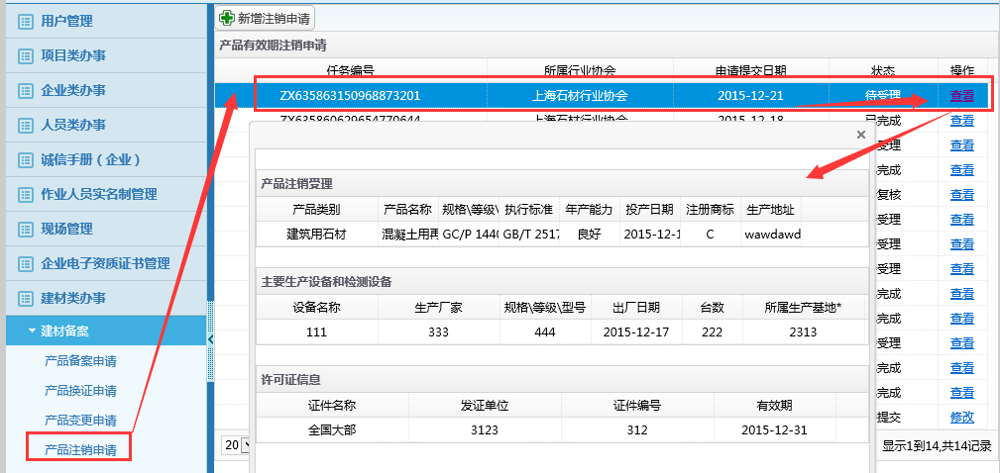 用户管理
项目类办事
企业类办事
人员类办事
诚信手册（企业）
作业人员实名制管理
现场管理
企业电子资质证书管理
建材类办事
建材备案
产品备案申请
产品换证申请
产品变更申请
产品注销申请
新增注销申请
产品有效期注销申请
任务编号 所属行业协会 申请提交日期 状态 操作
ZX635863150968873201 上海石材行业协会 2015-12-21 待受理 查看
ZX635860629654770644 上海石材行业协会 2015-12-18 已完成 查看
受理 查看
完成 查看
复核 查看
受理 查看
受理 查看
受理 查看
完成 查看
完成 查看
受理 查看
完成 查看
完成 查看
提交 修改
产品注销受理
产品类别 产品名称 规格\等级\ 执行标准 年产能力 投产日期 注册商标 生产地址
建筑用石材 混凝土用再 GC/P 1440 GB/T 2517 良好 2015-12-1 C wawdawd
主要生产设备和检测设备
设备名称 生产厂家 规格\等级\型号 出厂日期 台数 所属生产基地*
111 333 444 2015-12-17 222 2313
许可证信息
证件名称 发证单位 证件编号 有效期
全国大部 3123 312 2015-12-31
20
显示1到14,共14记录